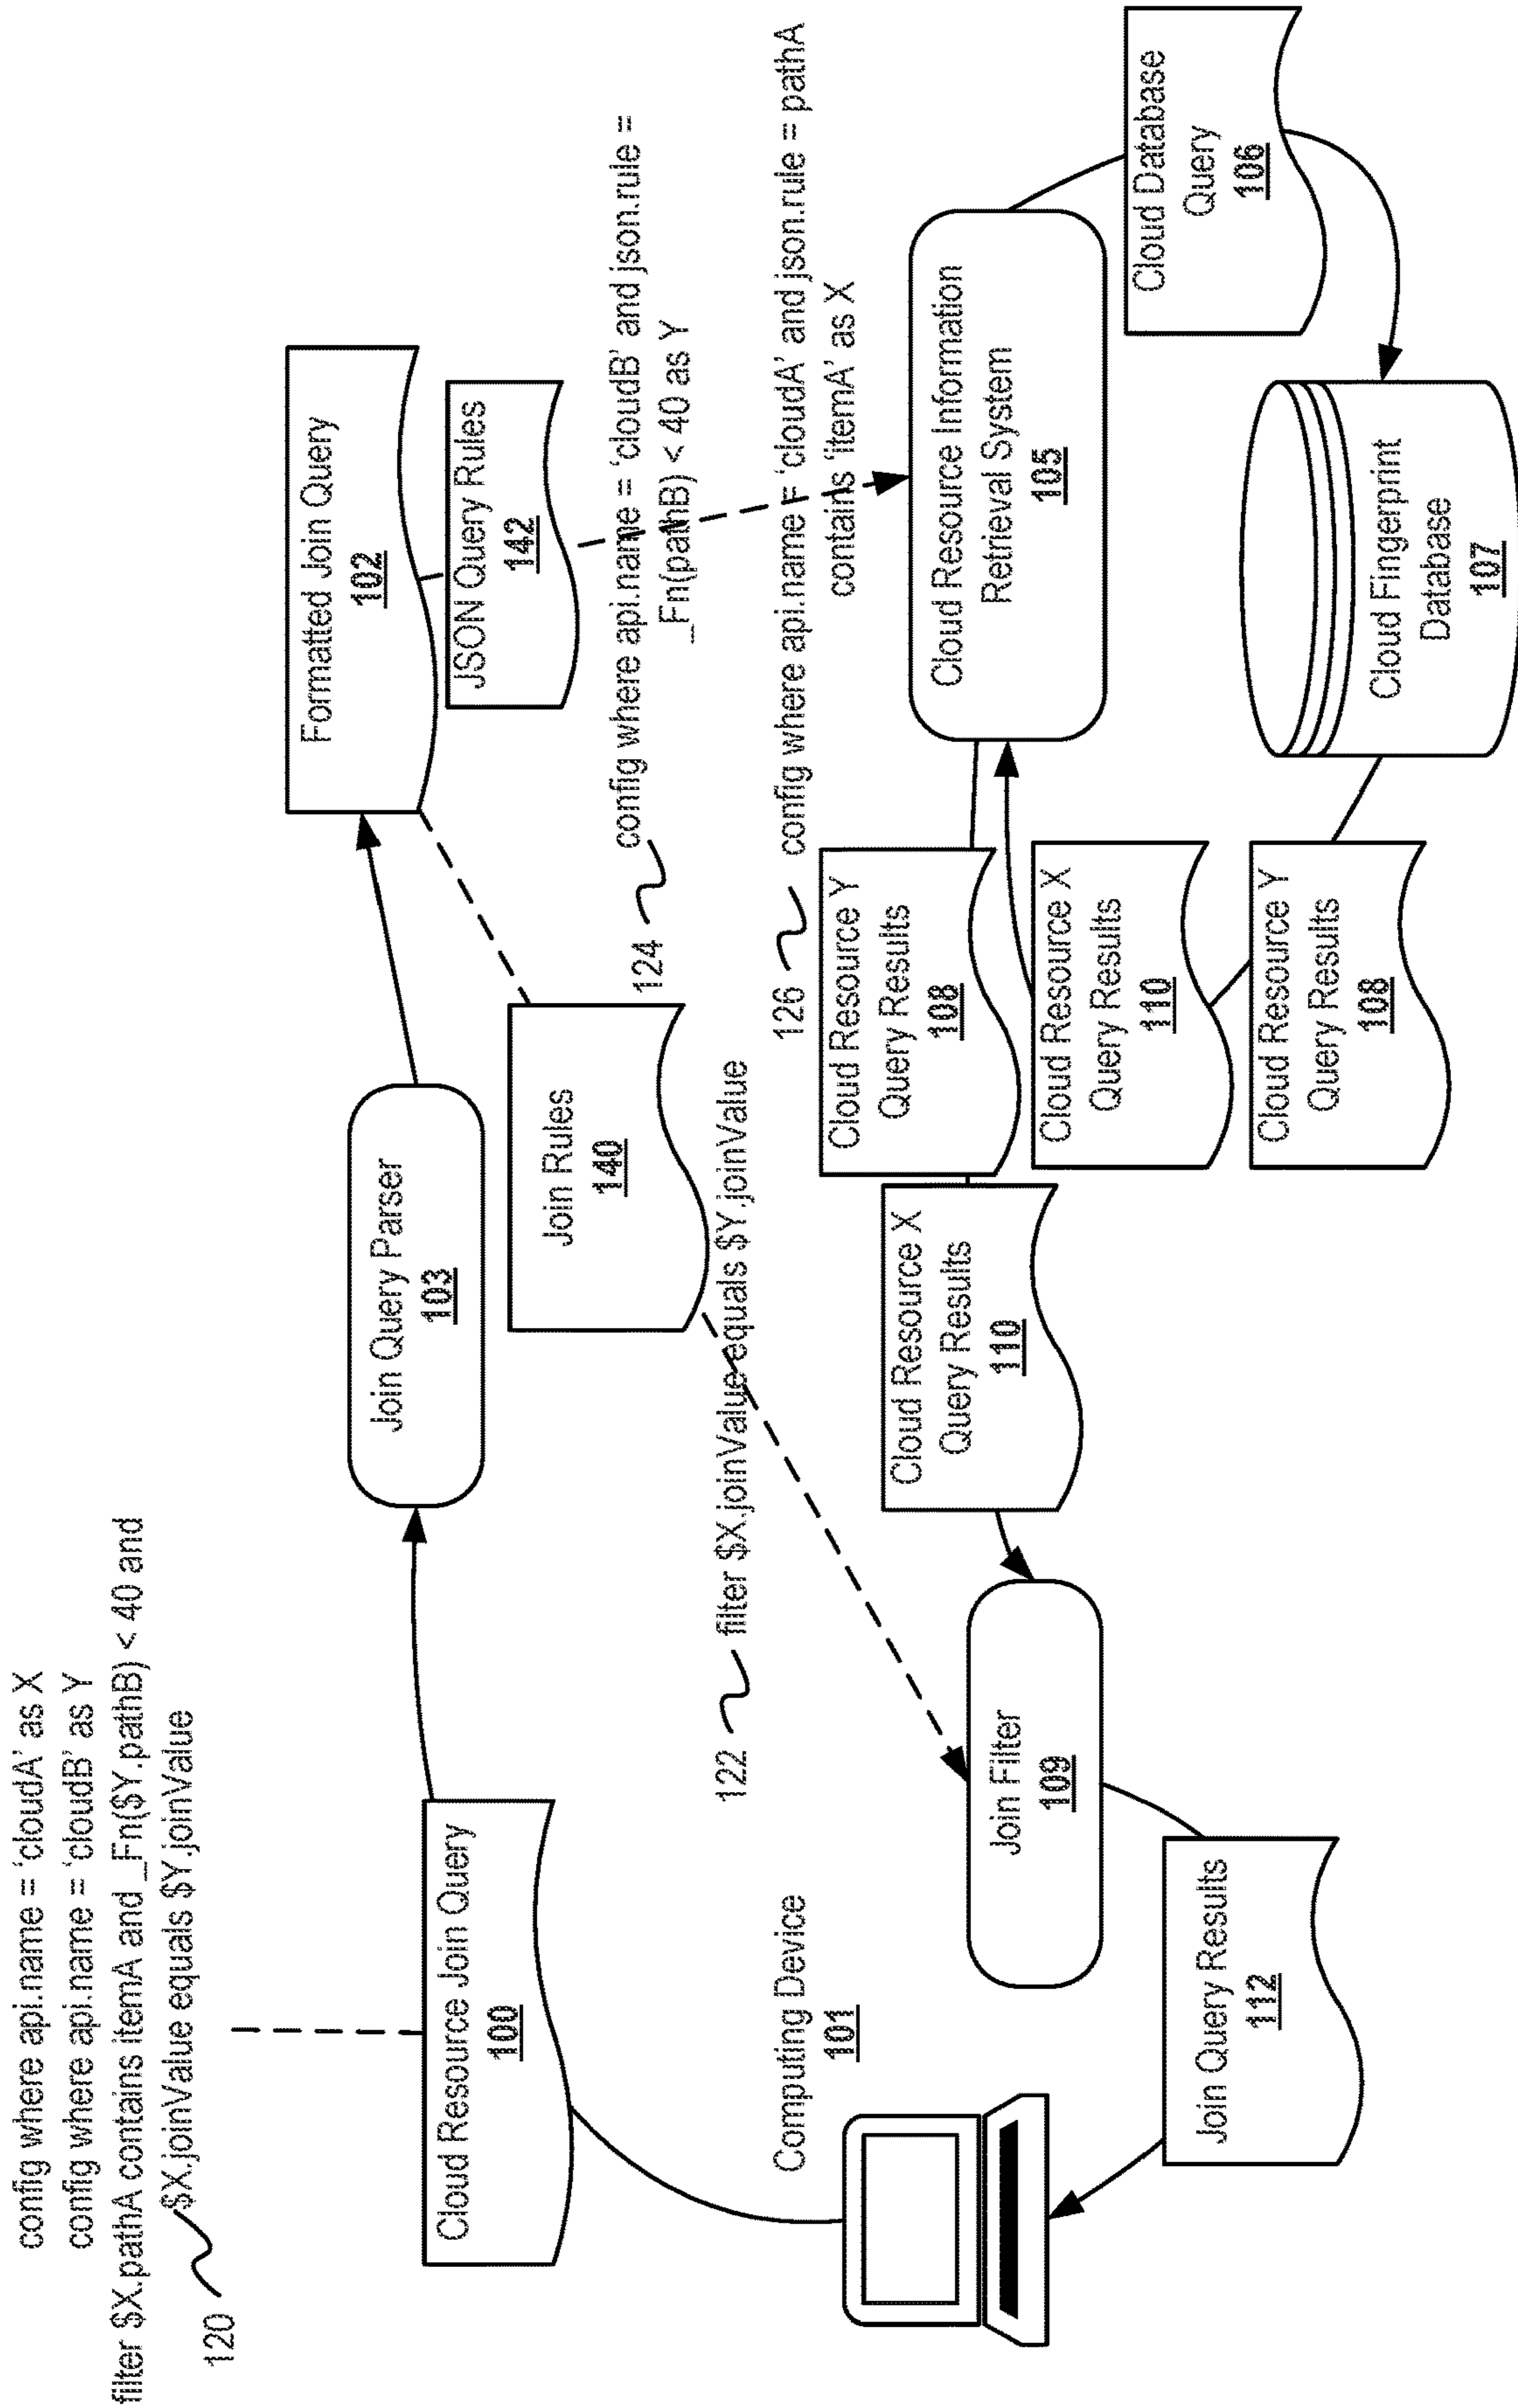 config where api.name = 'cloudA' as X
config where api.name = 'cloudB' as Y
filter $X.pathA contains itemA and _Fn($Y.pathB) < 40 and
$X.joinValue equals $Y.joinValue
120
Cloud Resource Join Query
100
Join Query Parser
103
Formatted Join Query
102
JSON Query Rules
142
Join Rules
140
124
config where api.name = 'cloudB' and json.rule =
_Fn(pathB) < 40 as Y
122
filter $X.joinValue equals $Y.joinValue
126
config where api.name = 'cloudA' and json.rule = pathA
contains 'itemA' as X
Computing Device
101
Cloud Resource Y
Query Results
108
Cloud Resource Information
Retrieval System
105
Cloud Resource X
Query Results
110
Join Filter
109
Cloud Resource X
Query Results
110
Cloud Database
Query
106
Join Query Results
112
Cloud Resource Y
Query Results
108
Cloud Fingerprint
Database
107